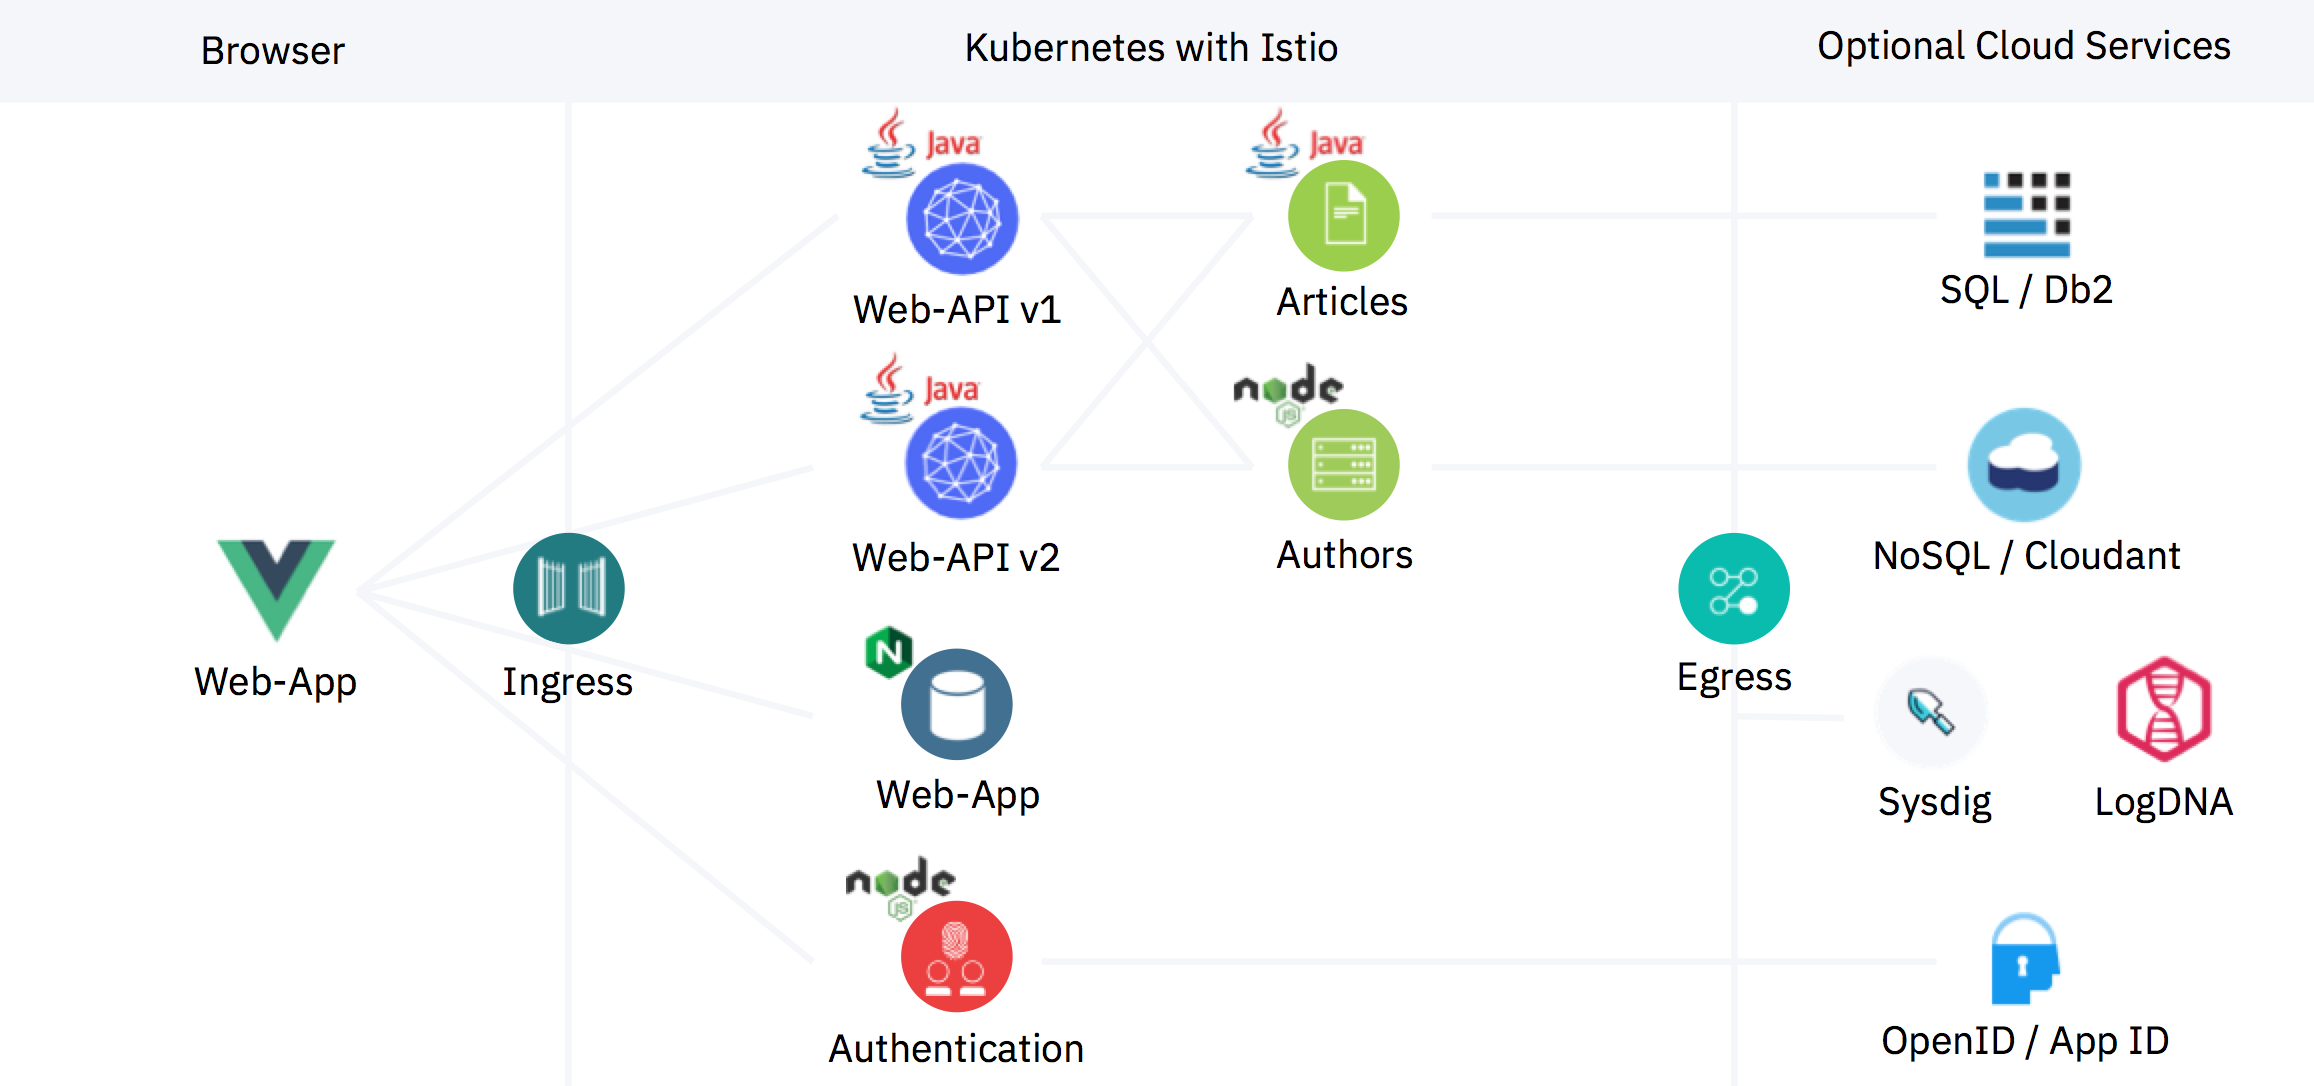 Browser
Kubernetes with Istio
Optional Cloud Services
Java
Java
Web-API v1
Articles
SQL / Db2
Java
node
JS
Web-API v2
Authors
NoSQL / Cloudant
Web-App
Ingress
N
Web-App
Egress
Sysdig
LogDNA
node
JS
Authentication
OpenID / App ID